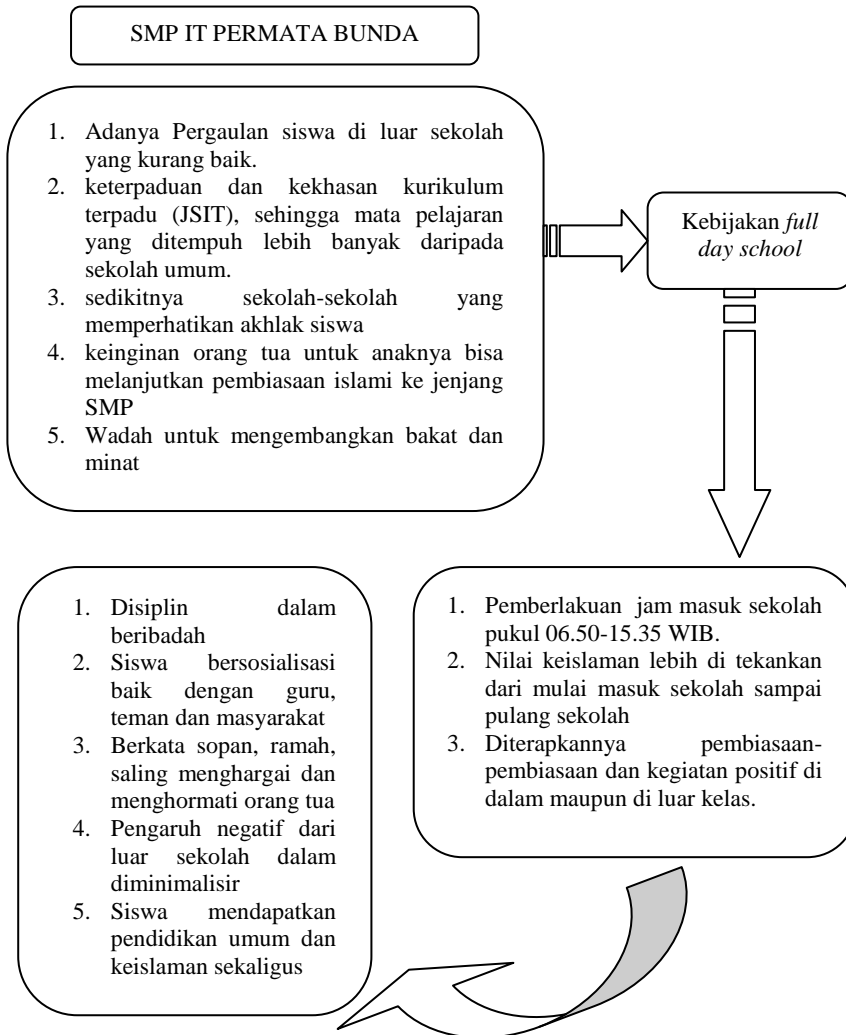 SMP IT PERMATA BUNDA
1. Adanya Pergaulan siswa di luar sekolah
yang kurang baik.
2. keterpaduan dan kekhasan kurikulum
terpadu (JSIT), sehingga mata pelajaran
yang ditempuh lebih banyak daripada
sekolah umum.
3. sedikitnya sekolah-sekolah yang
memperhatikan akhlak siswa
4. keinginan orang tua untuk anaknya bisa
melanjutkan pembiasaan islami ke jenjang
SMP
5. Wadah untuk mengembangkan bakat dan
minat
Kebijakan full
day school
1. Pemberlakuan jam masuk sekolah
pukul 06.50-15.35 WIB.
2. Nilai keislaman lebih di tekankan
dari mulai masuk sekolah sampai
pulang sekolah
3. Diterapkannya pembiasaan-
pembiasaan dan kegiatan positif di
dalam maupun di luar kelas.
1. Disiplin dalam
beribadah
2. Siswa bersosialisasi
baik dengan guru,
teman dan masyarakat
3. Berkata sopan, ramah,
saling menghargai dan
menghormati orang tua
4. Pengaruh negatif dari
luar sekolah dalam
diminimalisir
5. Siswa mendapatkan
pendidikan umum dan
keislaman sekaligus